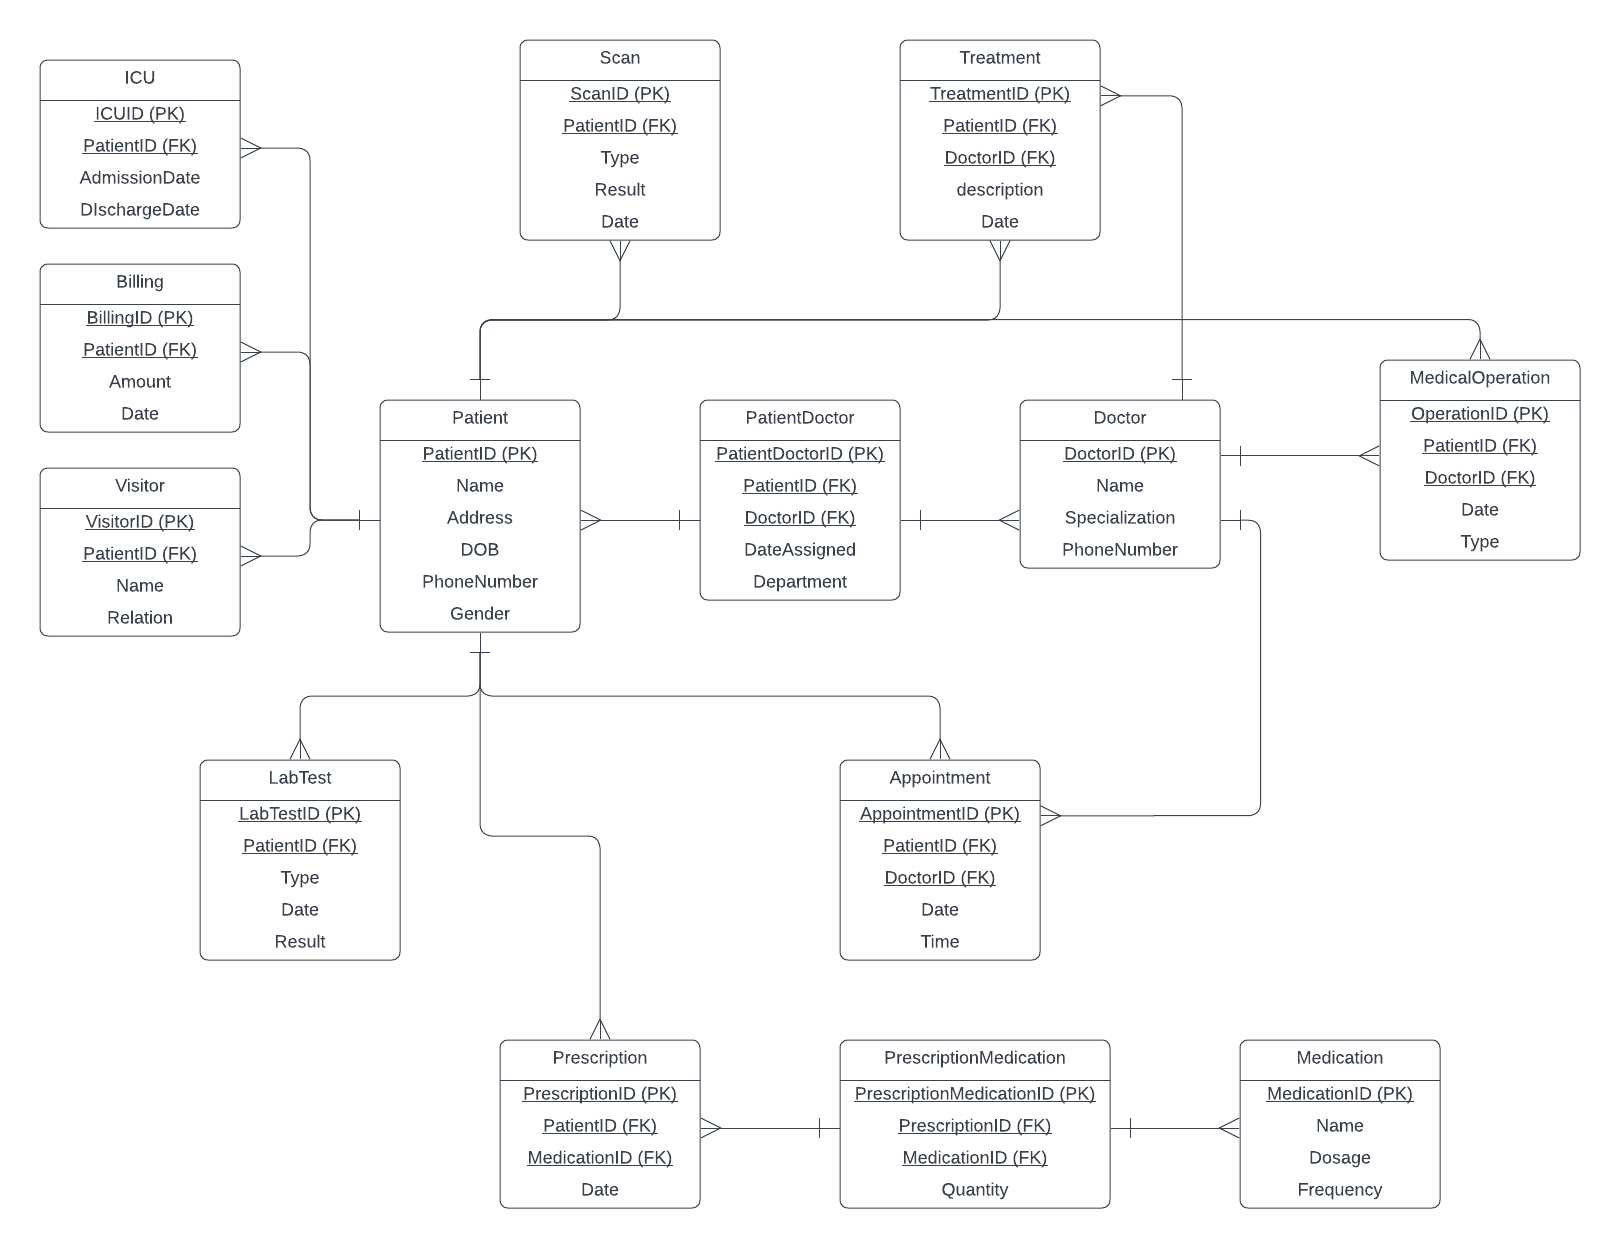 ICU
ICUID (PK)
PatientID (FK)
AdmissionDate
DIschargeDate
Scan
ScanID (PK)
PatientID (FK)
Type
Result
Date
Treatment
TreatmentID (PK)
PatientID (FK)
DoctorID (FK)
description
Date
Billing
BillingID (PK)
PatientID (FK)
Amount
Date
Visitor
VisitorID (PK)
PatientID (FK)
Name
Relation
Patient
PatientID (PK)
Name
Address
DOB
PhoneNumber
Gender
PatientDoctor
PatientDoctorID (PK)
PatientID (FK)
DoctorID (FK)
DateAssigned
Department
Doctor
DoctorID (PK)
Name
Specialization
PhoneNumber
MedicalOperation
OperationID (PK)
PatientID (FK)
DoctorID (FK)
Date
Type
LabTest
LabTestID (PK)
PatientID (FK)
Type
Date
Result
Appointment
AppointmentID (PK)
PatientID (FK)
DoctorID (FK)
Date
Time
Prescription
PrescriptionID (PK)
PatientID (FK)
MedicationID (FK)
Date
PrescriptionMedication
PrescriptionMedicationID (PK)
PrescriptionID (FK)
MedicationID (FK)
Quantity
Medication
MedicationID (PK)
Name
Dosage
Frequency